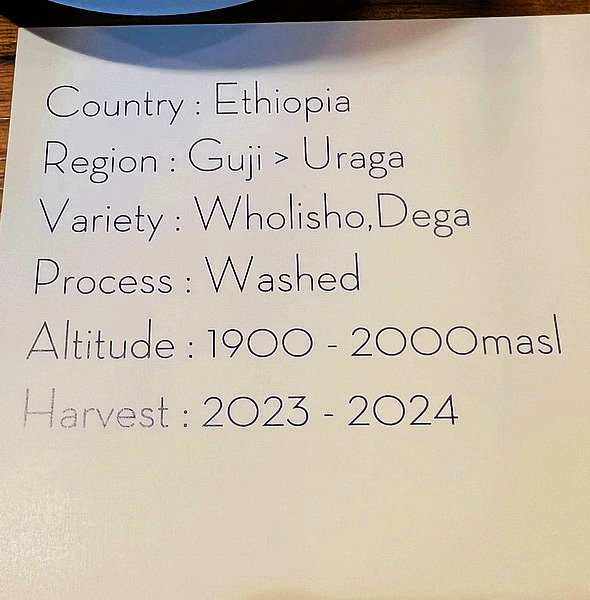 Country : Ethiopia
Region : Guji > Uraga
Variety : Wholisho,Dega
Process : Washed
Altitude : 1900 - 2000masl
Harvest : 2023 - 2024